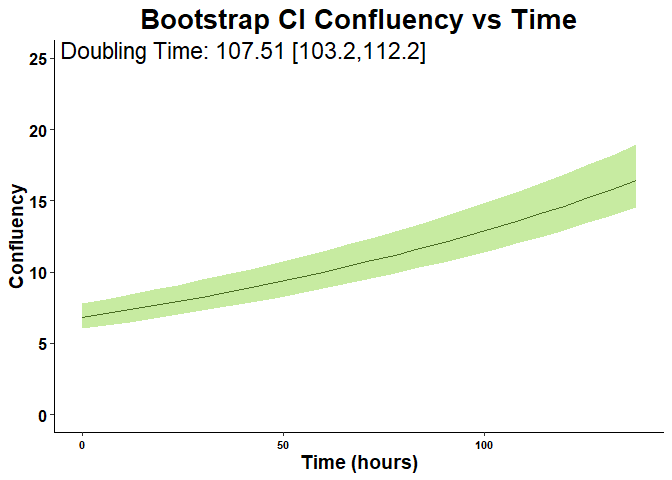 Bootstrap CI Confluency vs Time
Doubling Time: 107.51 [103.2,112.2]
25
20
15
10
5
0
Confluency
0 50 100
Time (hours)